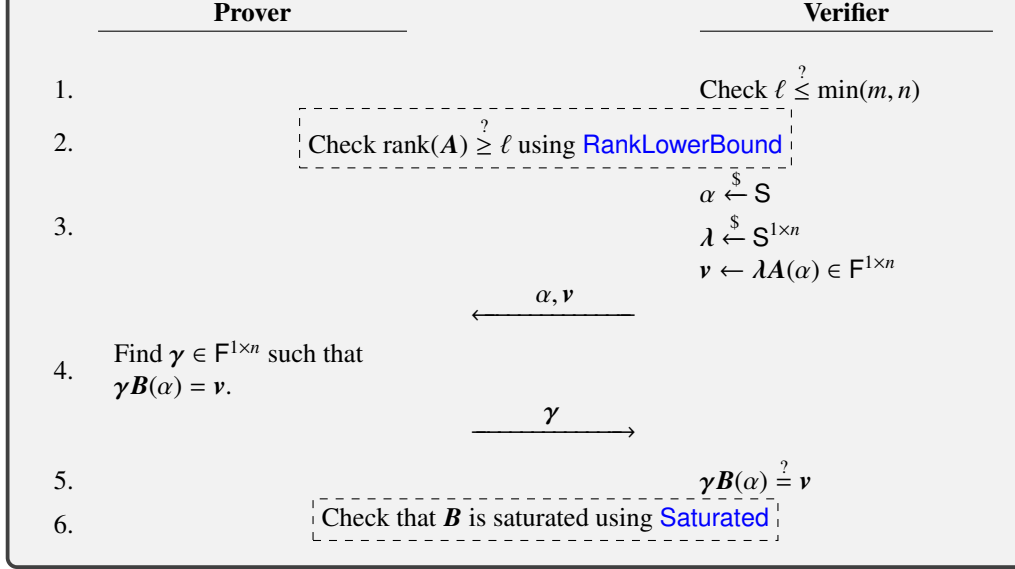 Prover Verifier
1. Check ℓ ≤? min(m, n)
2. Check rank(A) ≥? ℓ using RankLowerBound
α ←$ S
3. λ ←$ S^{1×n}
v ← λA(α) ∈ F^{1×n}
α, v
Find γ ∈ F^{1×n} such that
4.
γB(α) = v.
γ
5. γB(α) =? v
6. Check that B is saturated using Saturated